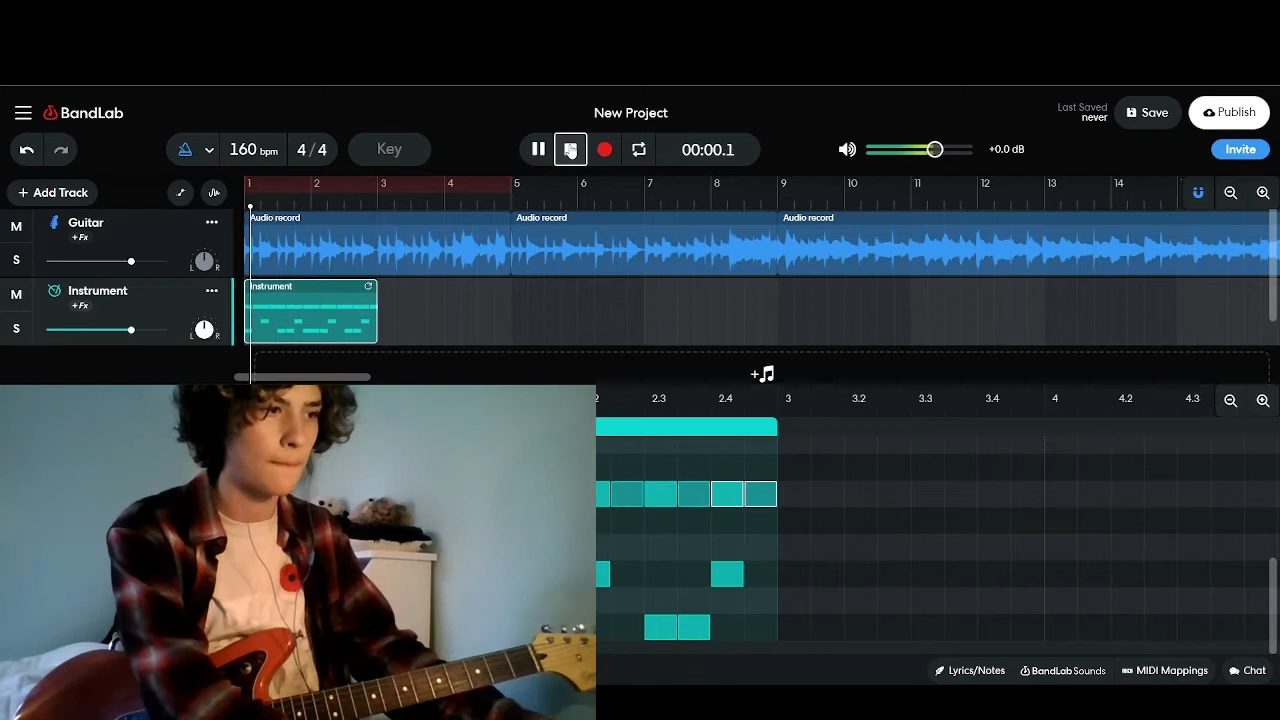 BandLab
New Project
Last Saved
never
Save
Publish
160 bpm
4 / 4
Key
00:00.1
+0.0 dB
Invite
+ Add Track
1 2 3 4 5 6 7 8 9 10 11 12 13 14
M
Guitar
+Fx
S
L R
Audio record
Audio record
Audio record
M
Instrument
+Fx
S
L R
Instrument
2.3 2.4 3 3.2 3.3 3.4 4 4.2 4.3
Lyrics/Notes
BandLab Sounds
MIDI Mappings
Chat